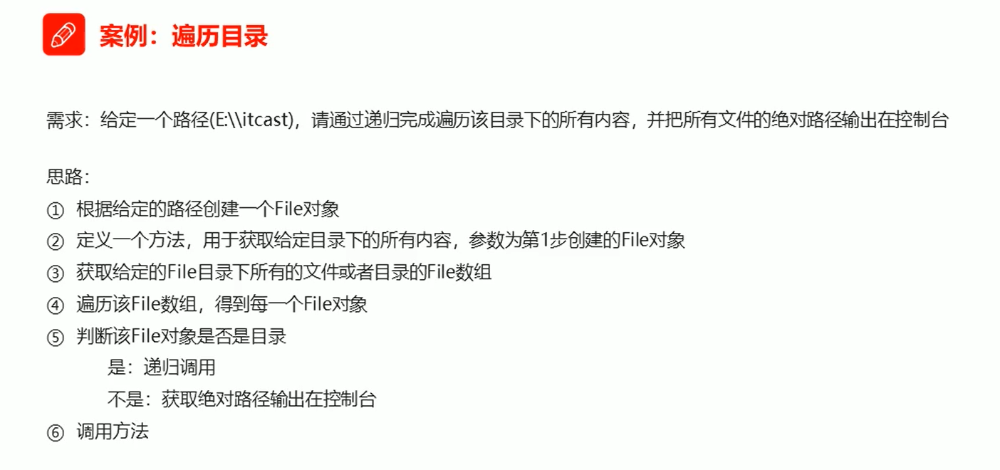 案例：遍历目录
需求：给定一个路径(E:\\itcast)，请通过递归完成遍历该目录下的所有内容，并把所有文件的绝对路径输出在控制台
思路：
① 根据给定的路径创建一个File对象
② 定义一个方法，用于获取给定目录下的所有内容，参数为第1步创建的File对象
③ 获取给定的File目录下所有的文件或者目录的File数组
④ 遍历该File数组，得到每一个File对象
⑤ 判断该File对象是否是目录
是：递归调用
不是：获取绝对路径输出在控制台
⑥ 调用方法